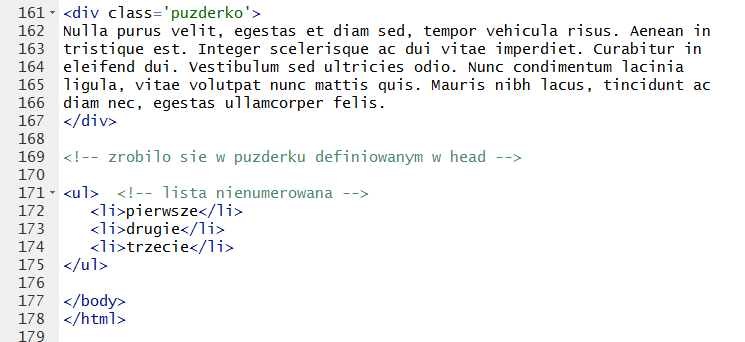 161 <div class='puzderko'>
162 Nulla purus velit, egestas et diam sed, tempor vehicula risus. Aenean in
163 tristique est. Integer scelerisque ac dui vitae imperdiet. Curabitur in
164 eleifend dui. Vestibulum sed ultricies odio. Nunc condimentum lacinia
165 ligula, vitae volutpat nunc mattis quis. Mauris nibh lacus, tincidunt ac
166 diam nec, egestas ullamcorper felis.
167 </div>
168
169 <!-- zrobilo sie w puzderku definiowanym w head -->
170
171 <ul>  <!-- lista nienumerowana -->
172    <li>pierwsze</li>
173    <li>drugie</li>
174    <li>trzecie</li>
175 </ul>
176
177 </body>
178 </html>
179